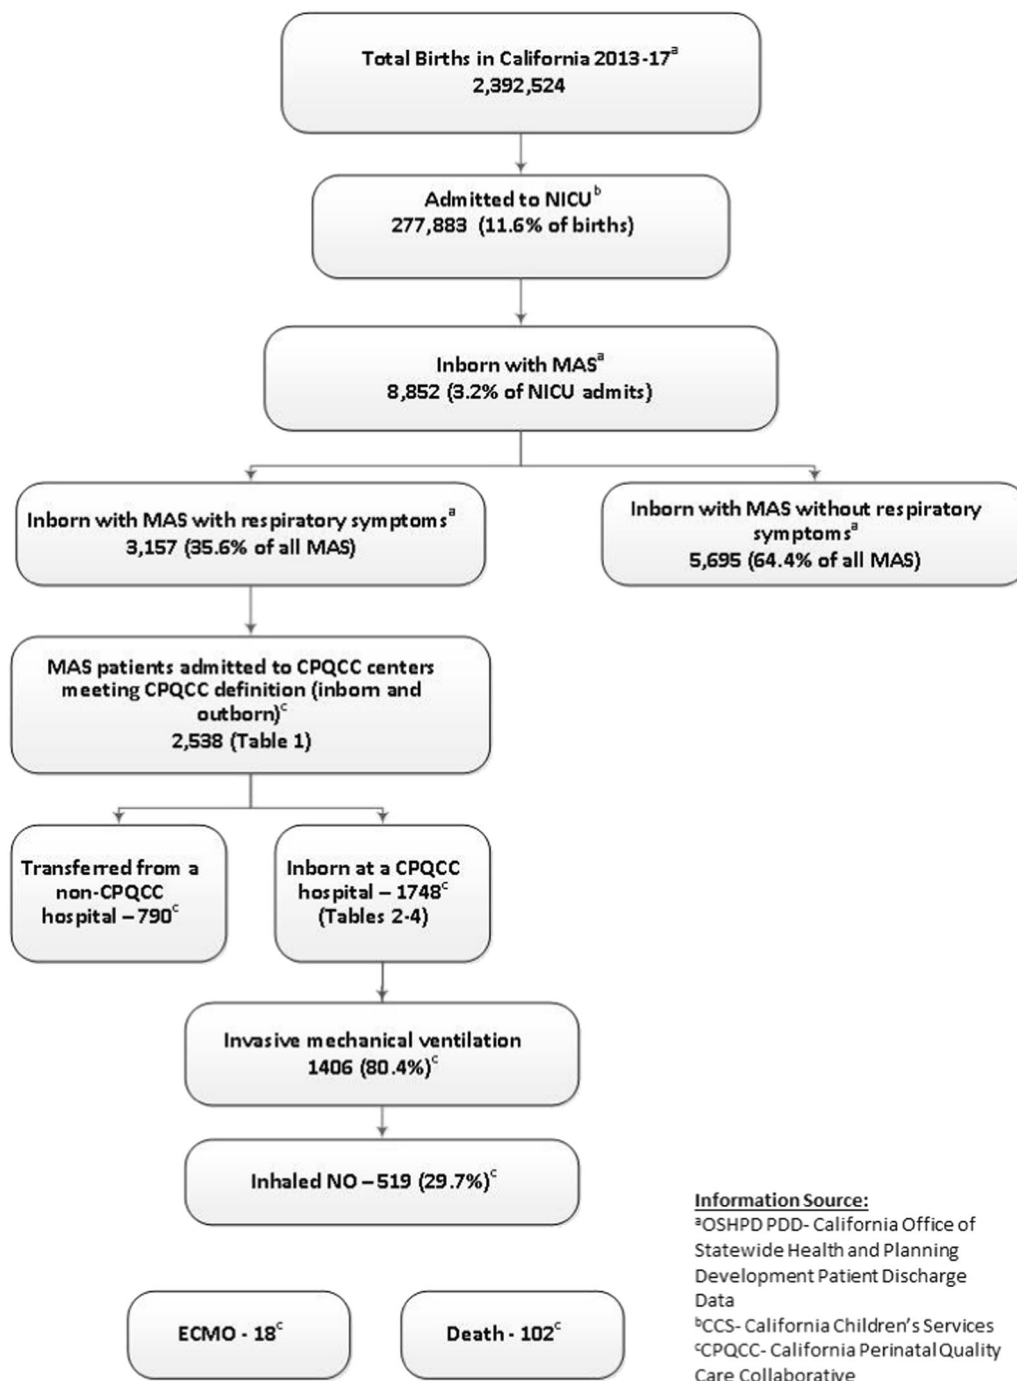 Total Births in California 2013-17ᵃ
2,392,524
Admitted to NICUᵇ
277,883 (11.6% of births)
Inborn with MASᵃ
8,852 (3.2% of NICU admits)
Inborn with MAS with respiratory symptomsᵃ
3,157 (35.6% of all MAS)
Inborn with MAS without respiratory
symptomsᵃ
5,695 (64.4% of all MAS)
MAS patients admitted to CPQCC centers
meeting CPQCC definition (inborn and
outborn)ᶜ
2,538 (Table 1)
Transferred from a
non-CPQCC
hospital – 790ᶜ
Inborn at a CPQCC
hospital – 1748ᶜ
(Tables 2-4)
Invasive mechanical ventilation
1406 (80.4%)ᶜ
Inhaled NO – 519 (29.7%)ᶜ
ECMO - 18ᶜ
Death - 102ᶜ
Information Source:
ᵃOSHPD PDD- California Office of
Statewide Health and Planning
Development Patient Discharge
Data
ᵇCCS- California Children's Services
ᶜCPQCC- California Perinatal Quality
Care Collaborative